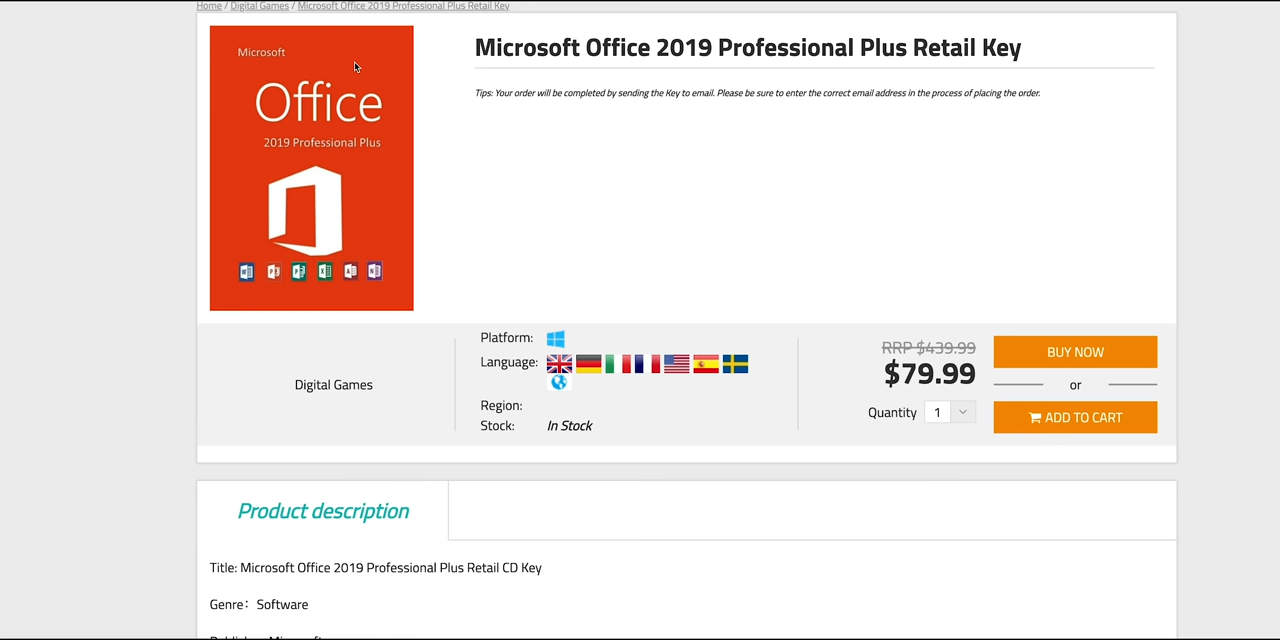 Home / Digital Games / Microsoft Office 2019 Professional Plus Retail Key
Microsoft
Office
2019 Professional Plus
Microsoft Office 2019 Professional Plus Retail Key
Tips: Your order will be completed by sending the Key to email. Please be sure to enter the correct email address in the process of placing the order.
Digital Games
Platform:
Language:
Region:
Stock: In Stock
RRP $439.99
$79.99
Quantity 1
BUY NOW
or
ADD TO CART
Product description
Title: Microsoft Office 2019 Professional Plus Retail CD Key
Genre: Software